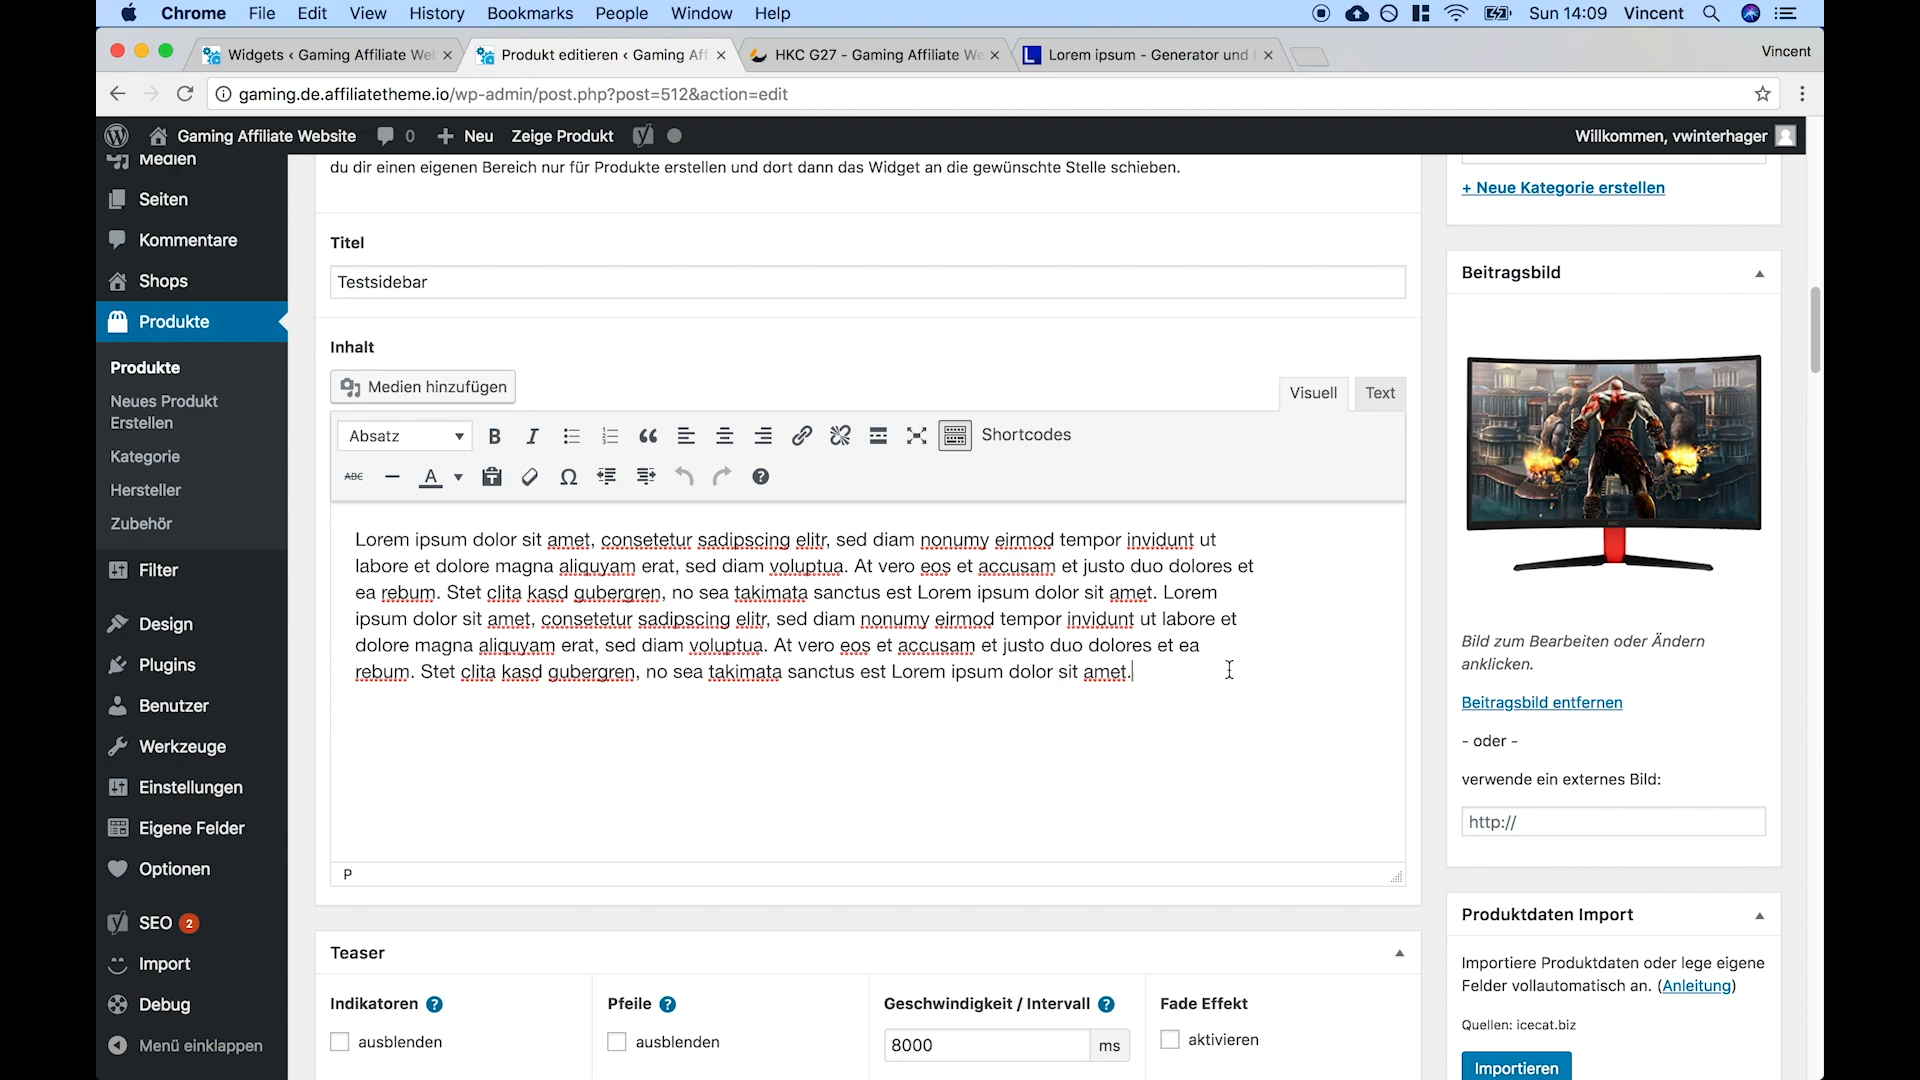 Chrome File Edit View History Bookmarks People Window Help Sun 14:09 Vincent
Widgets ‹ Gaming Affiliate Web
Produkt editieren ‹ Gaming Aff
HKC G27 - Gaming Affiliate We
Lorem ipsum - Generator und I
Vincent
gaming.de.affiliatetheme.io/wp-admin/post.php?post=512&action=edit
Gaming Affiliate Website 0 Neu Zeige Produkt Willkommen, vwinterhager
Medien
Seiten
Kommentare
Shops
Produkte
Produkte
Neues Produkt
Erstellen
Kategorie
Hersteller
Zubehör
Filter
Design
Plugins
Benutzer
Werkzeuge
Einstellungen
Eigene Felder
Optionen
SEO 2
Import
Debug
Menü einklappen
du dir einen eigenen Bereich nur für Produkte erstellen und dort dann das Widget an die gewünschte Stelle schieben.
Titel
Testsidebar
Inhalt
Medien hinzufügen
Visuell Text
Absatz B I Shortcodes
ABC A Ω
Lorem ipsum dolor sit amet, consetetur sadipscing elitr, sed diam nonumy eirmod tempor invidunt ut
labore et dolore magna aliquyam erat, sed diam voluptua. At vero eos et accusam et justo duo dolores et
ea rebum. Stet clita kasd gubergren, no sea takimata sanctus est Lorem ipsum dolor sit amet. Lorem
ipsum dolor sit amet, consetetur sadipscing elitr, sed diam nonumy eirmod tempor invidunt ut labore et
dolore magna aliquyam erat, sed diam voluptua. At vero eos et accusam et justo duo dolores et ea
rebum. Stet clita kasd gubergren, no sea takimata sanctus est Lorem ipsum dolor sit amet.
P
Teaser
Indikatoren
ausblenden
Pfeile
ausblenden
Geschwindigkeit / Intervall
8000 ms
Fade Effekt
aktivieren
+ Neue Kategorie erstellen
Beitragsbild
Bild zum Bearbeiten oder Ändern
anklicken.
Beitragsbild entfernen
- oder -
verwende ein externes Bild:
http://
Produktdaten Import
Importiere Produktdaten oder lege eigene
Felder vollautomatisch an. (Anleitung)
Quellen: icecat.biz
Importieren